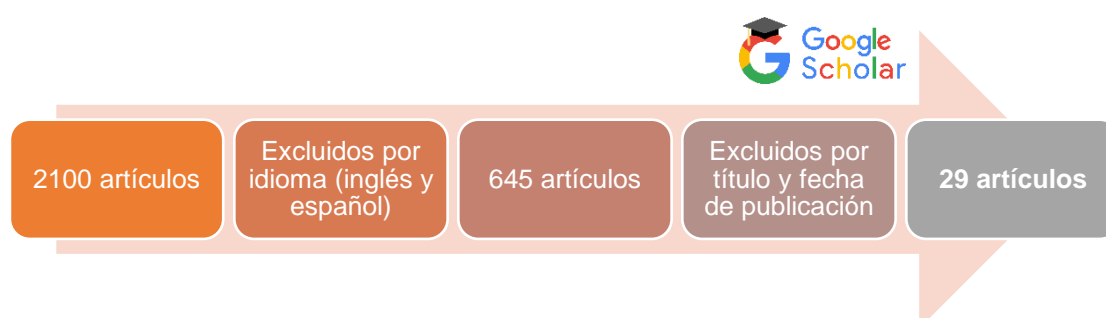 Google
Scholar
2100 artículos
Excluidos por
idioma (inglés y
español)
645 artículos
Excluidos por
título y fecha
de publicación
29 artículos